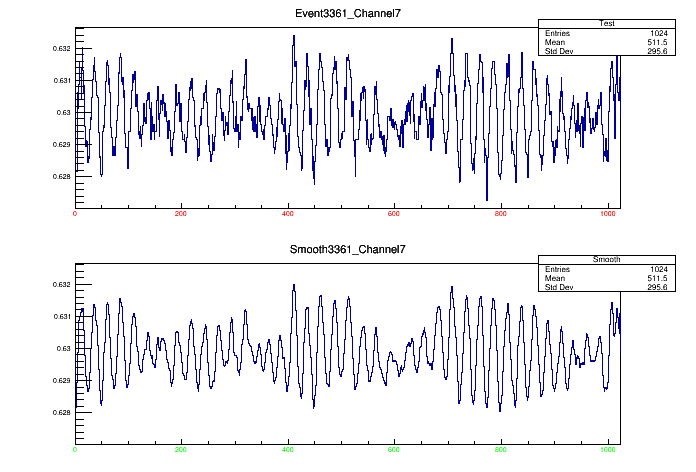 Event3361_Channel7
Test
Entries 1024
Mean 511.5
Std Dev 295.6
0.632
0.631
0.63
0.629
0.628
0 200 400 600 800 1000
Smooth3361_Channel7
Smooth
Entries 1024
Mean 511.5
Std Dev 295.6
0.632
0.631
0.63
0.629
0.628
0 200 400 600 800 1000